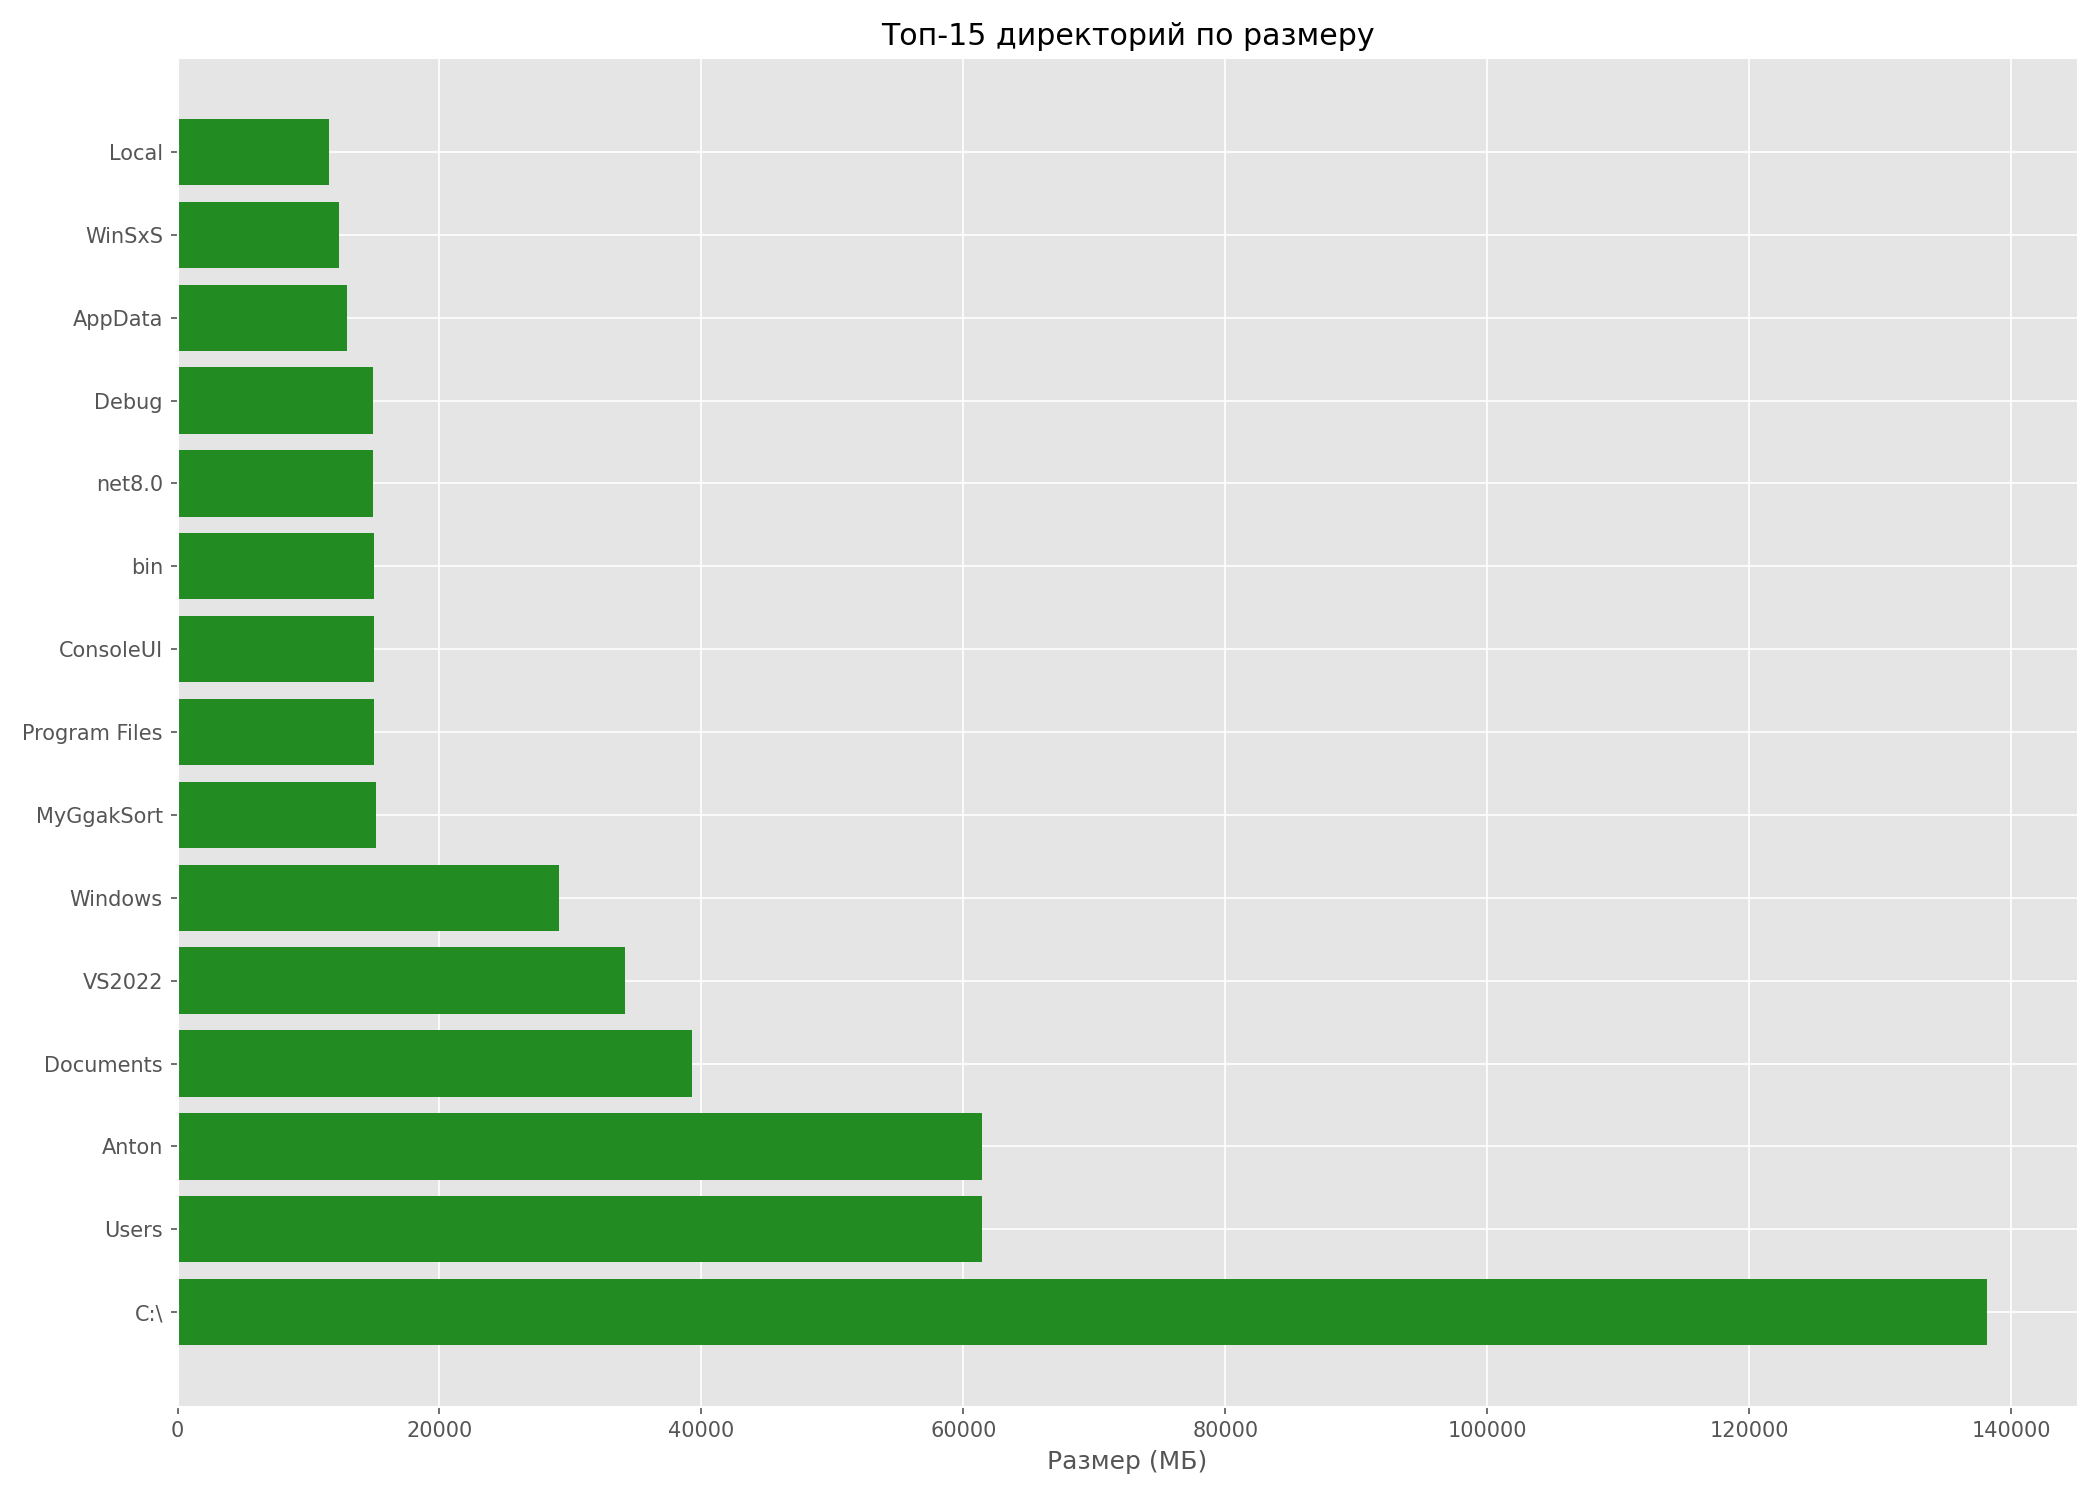 Топ-15 директорий по размеру
Local
WinSxS
AppData
Debug
net8.0
bin
ConsoleUI
Program Files
MyGgakSort
Windows
VS2022
Documents
Anton
Users
C:\
0 20000 40000 60000 80000 100000 120000 140000
Размер (МБ)